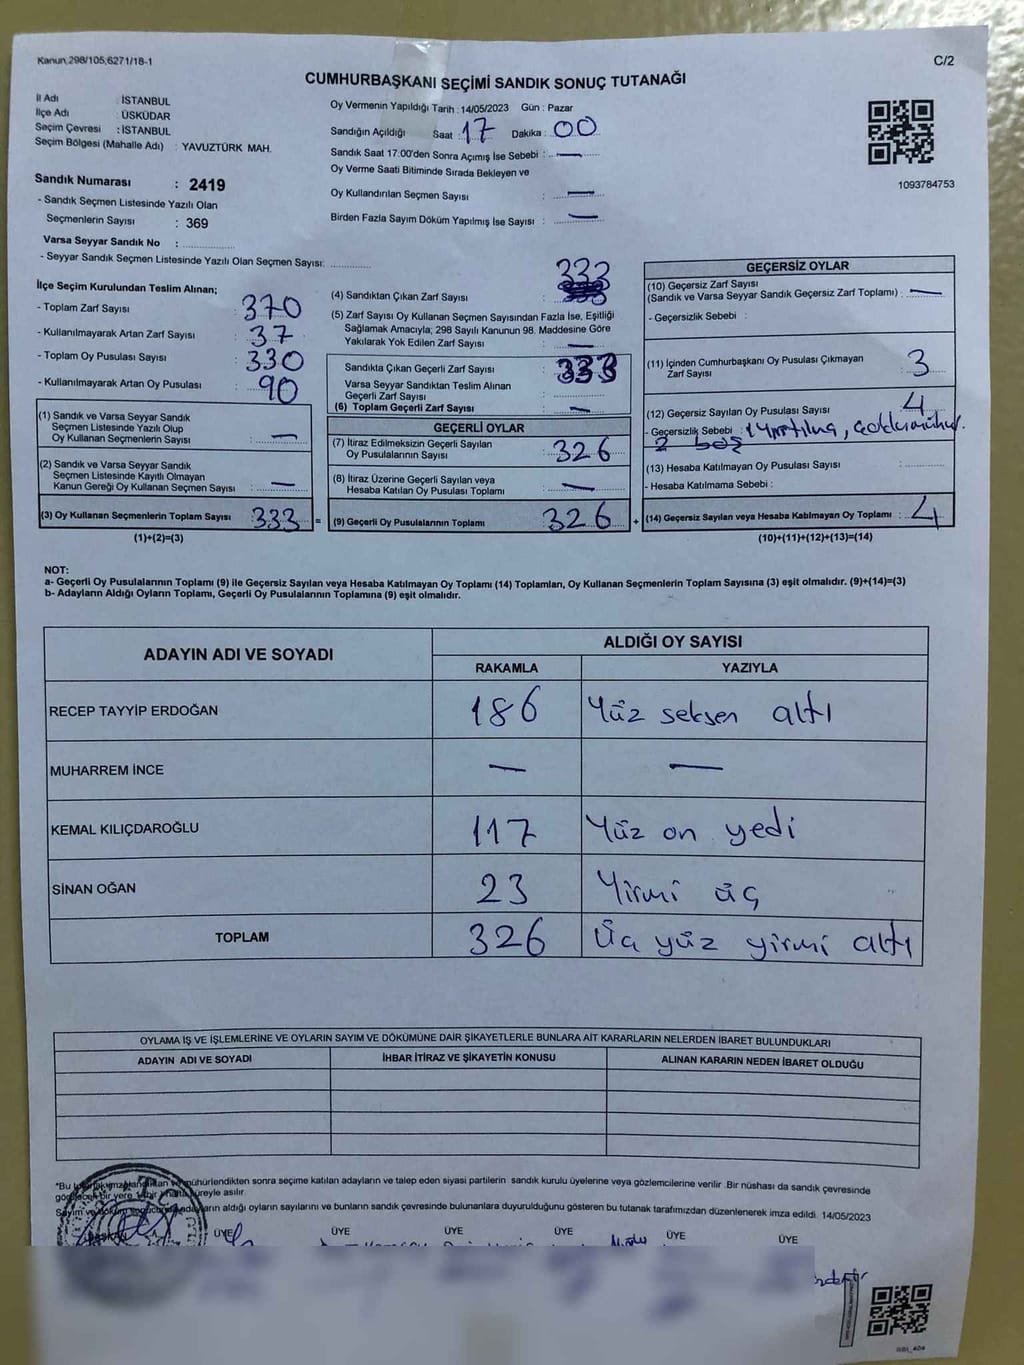 Kanun,298/105,6271/18-1
C/2
CUMHURBAŞKANI SEÇİMİ SANDIK SONUÇ TUTANAĞI
İl Adı : İSTANBUL
İlçe Adı : ÜSKÜDAR
Seçim Çevresi : İSTANBUL
Seçim Bölgesi (Mahalle Adı) : YAVUZTÜRK MAH.
Sandık Numarası : 2419
- Sandık Seçmen Listesinde Yazılı Olan
Seçmenlerin Sayısı : 369
Varsa Seyyar Sandık No :
- Seyyar Sandık Seçmen Listesinde Yazılı Olan Seçmen Sayısı:
Oy Vermenin Yapıldığı Tarih : 14/05/2023 Gün : Pazar
Sandığın Açıldığı Saat : 17 Dakika : 00
Sandık Saat 17.00'den Sonra Açımış İse Sebebi : —
Oy Verme Saati Bitiminde Sırada Bekleyen ve
Oy Kullandırılan Seçmen Sayısı : —
Birden Fazla Sayım Döküm Yapılmış İse Sayısı : —
1093784753
İlçe Seçim Kurulundan Teslim Alınan;
- Toplam Zarf Sayısı : 370
- Kullanılmayarak Artan Zarf Sayısı : 37
- Toplam Oy Pusulası Sayısı : 330
- Kullanılmayarak Artan Oy Pusulası : 90
(1) Sandık ve Varsa Seyyar Sandık
Seçmen Listesinde Yazılı Olup
Oy Kullanan Seçmenlerin Sayısı : —
(2) Sandık ve Varsa Seyyar Sandık
Seçmen Listesinde Kayıtlı Olmayan
Kanun Gereği Oy Kullanan Seçmen Sayısı : —
(3) Oy Kullanan Seçmenlerin Toplam Sayısı : 333 =
(1)+(2)=(3)
(4) Sandıktan Çıkan Zarf Sayısı : 333
(5) Zarf Sayısı Oy Kullanan Seçmen Sayısından Fazla İse, Eşitliği
Sağlamak Amacıyla; 298 Sayılı Kanunun 98. Maddesine Göre
Yakılarak Yok Edilen Zarf Sayısı : —
Sandıkta Çıkan Geçerli Zarf Sayısı : 333
Varsa Seyyar Sandıktan Teslim Alınan
Geçerli Zarf Sayısı :
(6) Toplam Geçerli Zarf Sayısı : —
GEÇERLİ OYLAR
(7) İtiraz Edilmeksizin Geçerli Sayılan
Oy Pusulalarının Sayısı : 326
(8) İtiraz Üzerine Geçerli Sayılan veya
Hesaba Katılan Oy Pusulası Toplamı : —
(9) Geçerli Oy Pusulalarının Toplamı : 326 +
GEÇERSİZ OYLAR
(10) Geçersiz Zarf Sayısı
(Sandık ve Varsa Seyyar Sandık Geçersiz Zarf Toplamı) : —
- Geçersizlik Sebebi :
(11) İçinden Cumhurbaşkanı Oy Pusulası Çıkmayan
Zarf Sayısı : 3
(12) Geçersiz Sayılan Oy Pusulası Sayısı : 4
- Geçersizlik Sebebi :
2 boş
(13) Hesaba Katılmayan Oy Pusulası Sayısı :
- Hesaba Katılmama Sebebi :
(14) Geçersiz Sayılan veya Hesaba Katılmayan Oy Toplamı : 4
(10)+(11)+(12)+(13)=(14)
NOT:
a- Geçerli Oy Pusulalarının Toplamı (9) ile Geçersiz Sayılan veya Hesaba Katılmayan Oy Toplamı (14) Toplamları, Oy Kullanan Seçmenlerin Toplam Sayısına (3) eşit olmalıdır. (9)+(14)=(3)
b- Adayların Aldığı Oyların Toplamı, Geçerli Oy Pusulalarının Toplamına (9) eşit olmalıdır.
ADAYIN ADI VE SOYADI ALDIĞI OY SAYISI
RAKAMLA YAZIYLA
RECEP TAYYİP ERDOĞAN 186 Yüz seksen altı
MUHARREM İNCE — —
KEMAL KILIÇDAROĞLU 117 Yüz on yedi
SİNAN OĞAN 23 Yirmi üç
TOPLAM 326 Üç yüz yirmi altı
OYLAMA İŞ VE İŞLEMLERİNE VE OYLARIN SAYIM VE DÖKÜMÜNE DAİR ŞİKAYETLERLE BUNLARA AİT KARARLARIN NELERDEN İBARET BULUNDUKLARI
ADAYIN ADI VE SOYADI İHBAR İTİRAZ VE ŞİKAYETİN KONUSU ALINAN KARARIN NEDEN İBARET OLDUĞU
*Bu mühürlendikten sonra seçime katılan adayların ve talep eden siyasi partilerin sandık kurulu üyelerine veya gözlemcilerine verilir .Bir nüshası da sandık çevresinde
bir yere bir hafta süreyle asılır.
Sayım ve adayların aldığı oyların sayılarını ve bunların sandık çevresinde bulunanlara duyurulduğunu gösteren bu tutanak tarafımızdan düzenlenerek imza edildi. 14/05/2023
ÜYE ÜYE ÜYE ÜYE ÜYE ÜYE